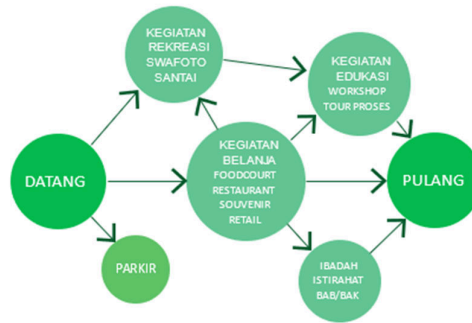 KEGIATAN
REKREASI
SWAFOTO
SANTAI
KEGIATAN
EDUKASI
WORKSHOP
TOUR PROSES
DATANG
KEGIATAN
BELANJA
FOODCOURT
RESTAURANT
SOUVENIR
RETAIL
PULANG
PARKIR
IBADAH
ISTIRAHAT
BAB/BAK